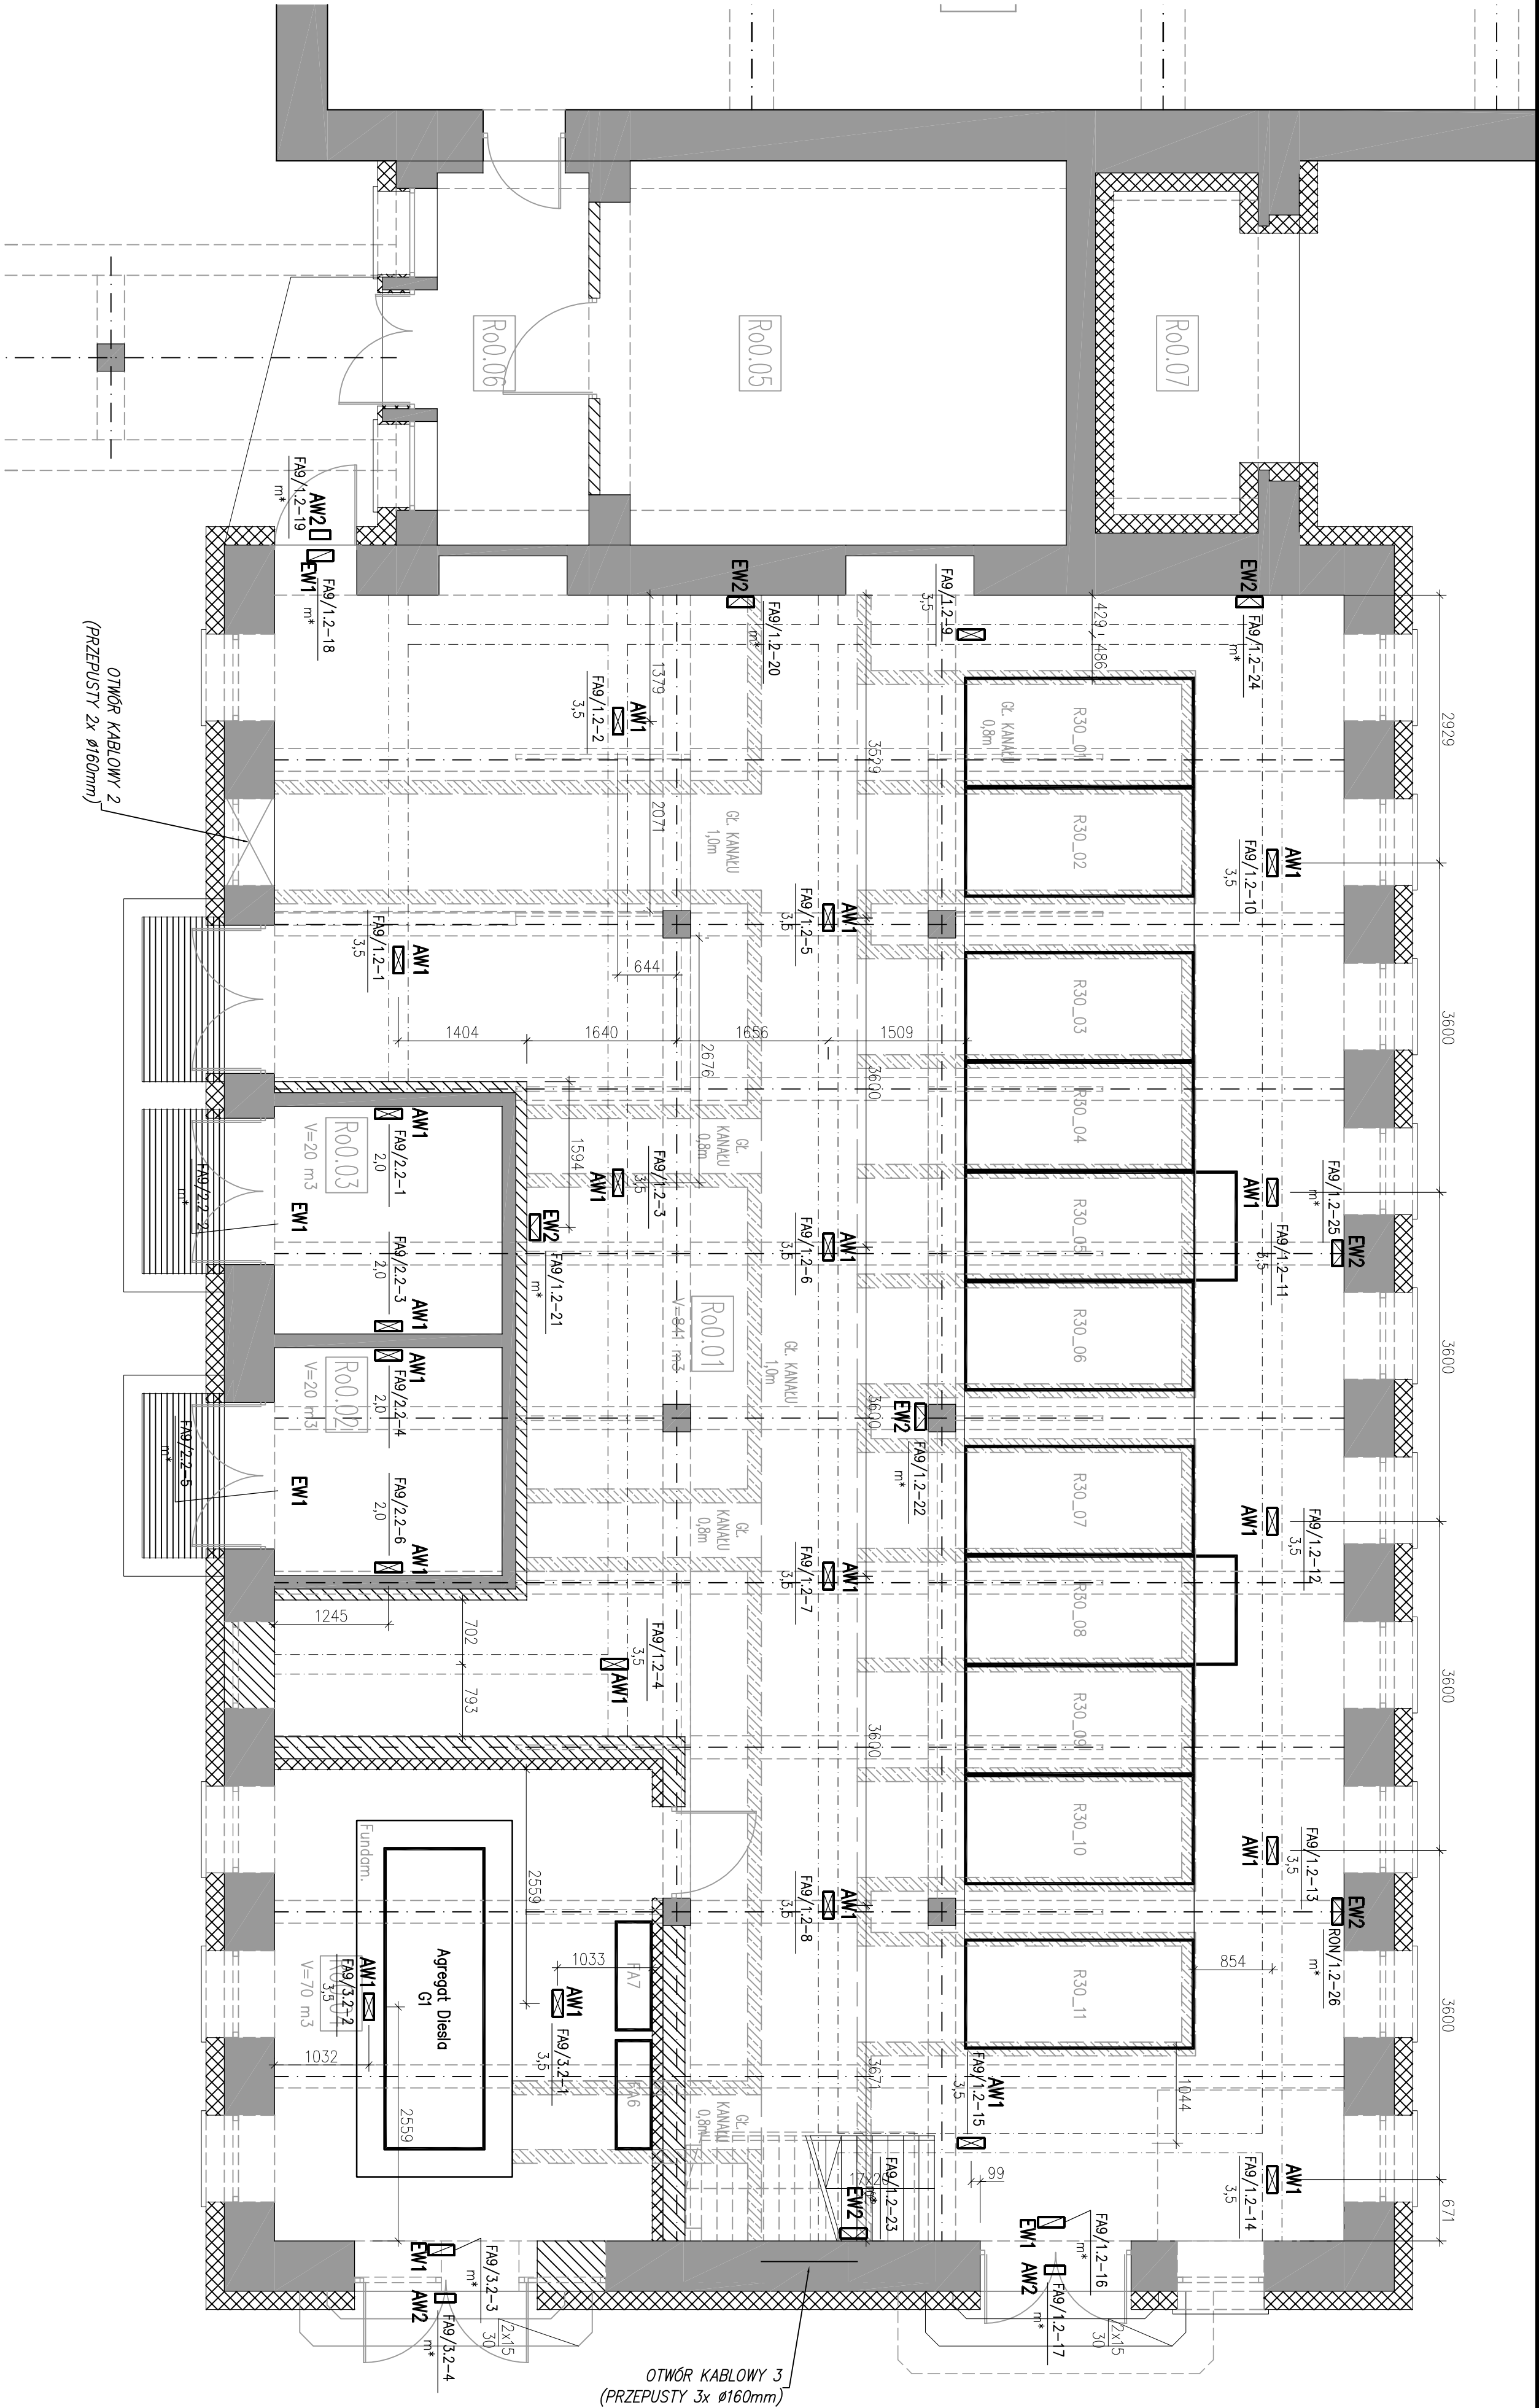 Ro0.06
Ro0.05
Ro0.07
FA9/1.2-19
m*
AW2
EW1
FA9/1.2-18
m*
EW2
FA9/1.2-20
m*
FA9/1.2-9
3,5
429
486
EW2
FA9/1.2-24
m*
2929
OTWÓR KABLOWY 2
(PRZEPUSTY 2x ø160mm)
1379
AW1
FA9/1.2-2
3,5
2071
3529
GŁ. KANAŁU
0,8m
R30_01
GŁ. KANAŁU
1,0m
R30_02
AW1
FA9/1.2-10
3,5
AW1
FA9/1.2-1
3,5
644
AW1
FA9/1.2-5
3,5
R30_03
3600
1404
1640
1656
1509
2676
3600
AW1
FA9/2.2-1
2,0
Ro0.03
V=20 m3
FA9/2.2-2
m*
EW1
1594
GŁ.
KANAŁU
0,8m
FA9/1.2-3
3,5
AW1
EW2
FA9/1.2-21
m*
R30_04
R30_05
AW1
FA9/1.2-6
3,5
AW1
FA9/1.2-11
3,5
FA9/1.2-25
m*
EW2
FA9/2.2-3
2,0
AW1
Ro0.01
V=841 m3
GŁ. KANAŁU
1,0m
R30_06
3600
AW1
FA9/2.2-4
2,0
Ro0.02
V=20 m3
FA9/2.2-5
m*
EW1
3600
EW2
FA9/1.2-22
m*
FA9/2.2-6
2,0
AW1
GŁ.
KANAŁU
0,8m
AW1
FA9/1.2-7
3,5
R30_07
R30_08
AW1
FA9/1.2-12
3,5
1245
702
793
FA9/1.2-4
3,5
AW1
3600
R30_09
3600
R30_10
AW1
FA9/1.2-13
3,5
Fundam.
2559
AW1
FA9/1.2-8
3,5
EW2
RON/1.2-26
m*
Agregat Diesla
G1
AW1
FA9/3.2-2
3,5
V=70 m3
1032
1033
AW1
FA9/3.2-1
3,5
FA7
FA6
2559
R30_11
854
3600
3671
AW1
FA9/1.2-15
3,5
1044
GŁ.
KANAŁU
0,8m
FA9/1.2-23
m*
EW2
99
AW1
FA9/1.2-14
3,5
671
EW1
FA9/3.2-3
m*
AW2
FA9/3.2-4
m*
2x15
30
EW1
FA9/1.2-16
m*
AW2
FA9/1.2-17
m*
2x15
30
OTWÓR KABLOWY 3
(PRZEPUSTY 3x ø160mm)